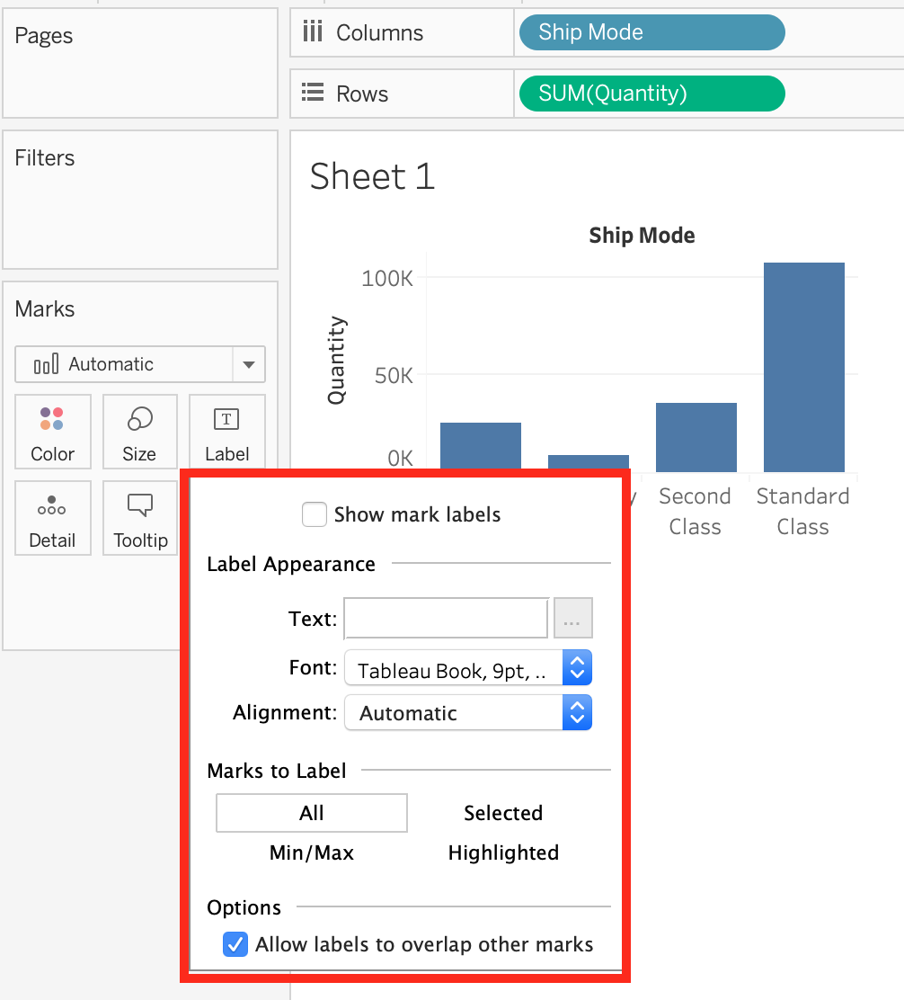 Pages
Columns
Ship Mode
Rows
SUM(Quantity)
Filters
Sheet 1
Ship Mode
Quantity
100K
50K
0K
Second
Class
Standard
Class
Marks
Automatic
Color
Size
T
Label
Detail
Tooltip
Show mark labels
Label Appearance
Text:
...
Font:
Tableau Book, 9pt, ..
Alignment:
Automatic
Marks to Label
All
Selected
Min/Max
Highlighted
Options
Allow labels to overlap other marks